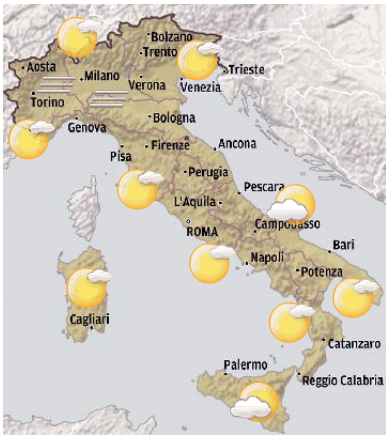 Bolzano
Trento
Aosta
Milano
Trieste
Verona
Venezia
Torino
Genova
Bologna
Pisa
Firenze
Ancona
Perugia
Pescara
L'Aquila
ROMA
Campobasso
Bari
Napoli
Potenza
Cagliari
Catanzaro
Palermo
Reggio Calabria